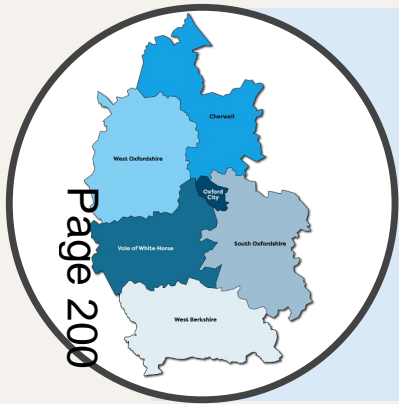 Cherwell
West Oxfordshire
Oxford
City
Vale of White Horse
South Oxfordshire
West Berkshire
Page 200